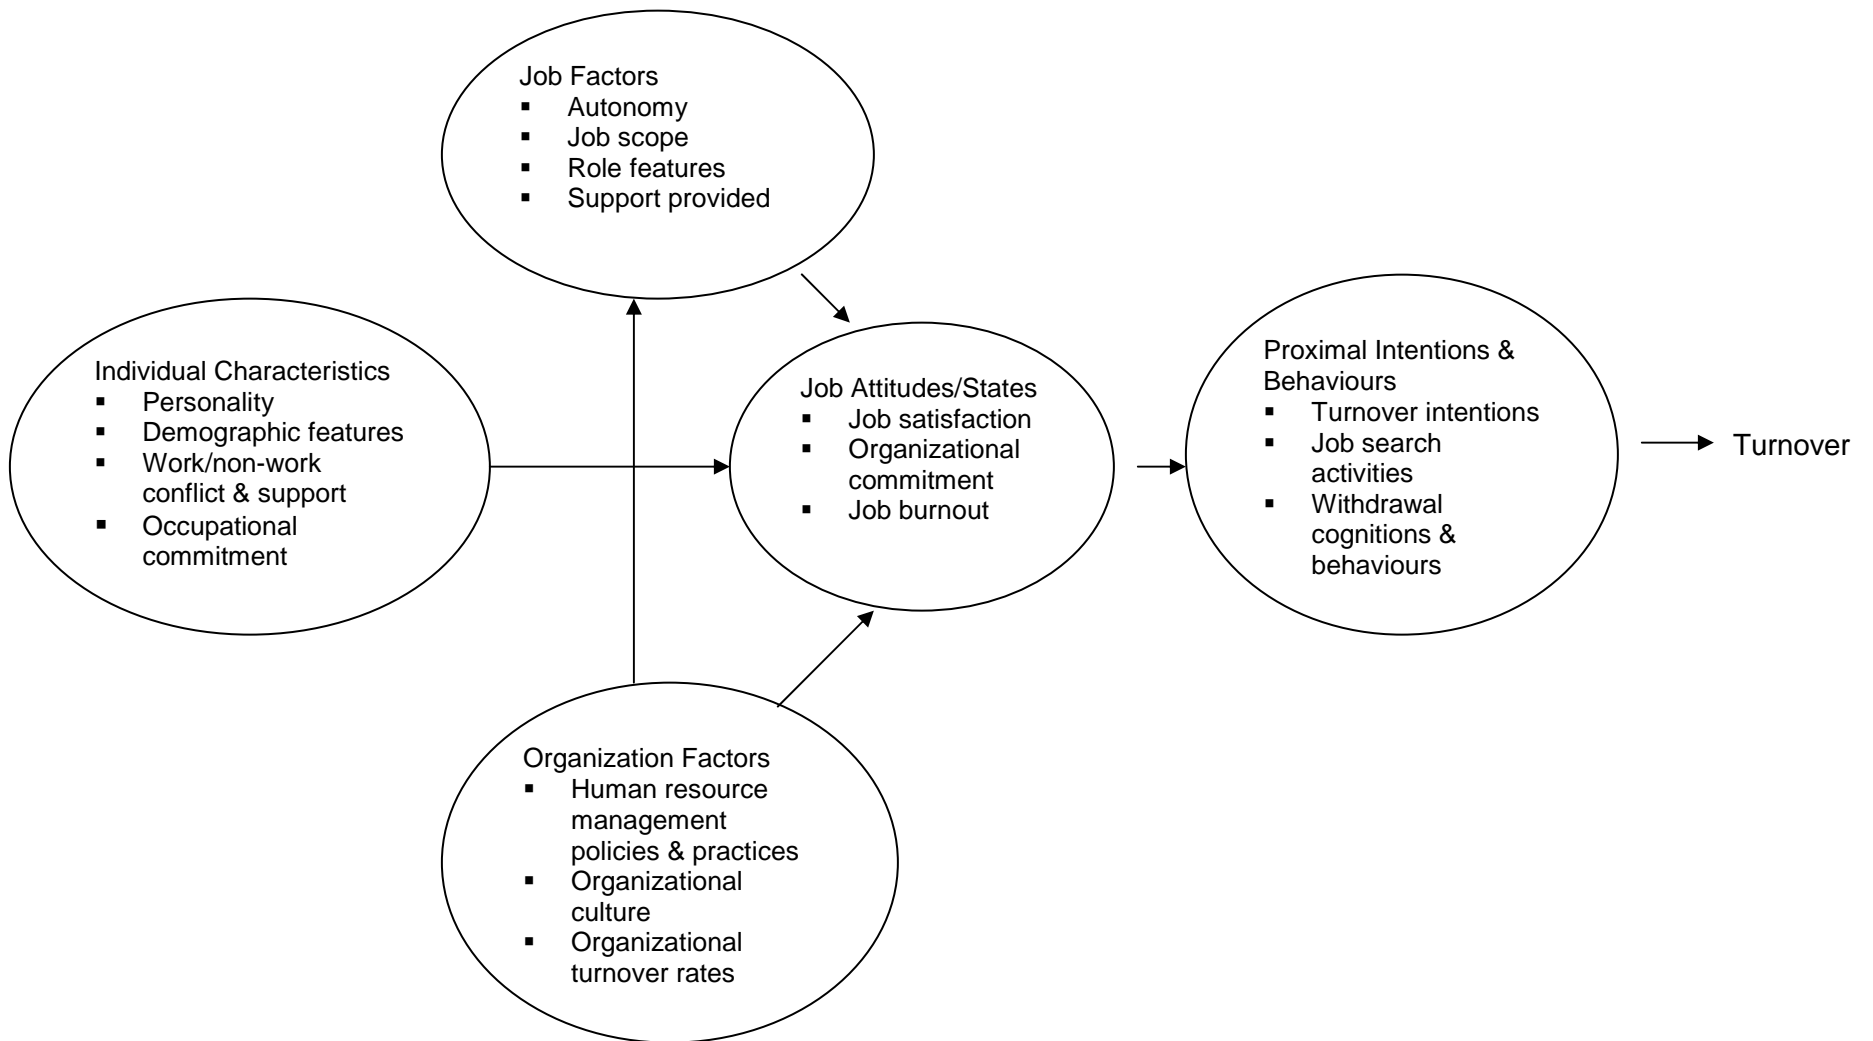 Job Factors
▪ Autonomy
▪ Job scope
▪ Role features
▪ Support provided
Individual Characteristics
▪ Personality
▪ Demographic features
▪ Work/non-work
conflict & support
▪ Occupational
commitment
Job Attitudes/States
▪ Job satisfaction
▪ Organizational
commitment
▪ Job burnout
Proximal Intentions &
Behaviours
▪ Turnover intentions
▪ Job search
activities
▪ Withdrawal
cognitions &
behaviours
Turnover
Organization Factors
▪ Human resource
management
policies & practices
▪ Organizational
culture
▪ Organizational
turnover rates